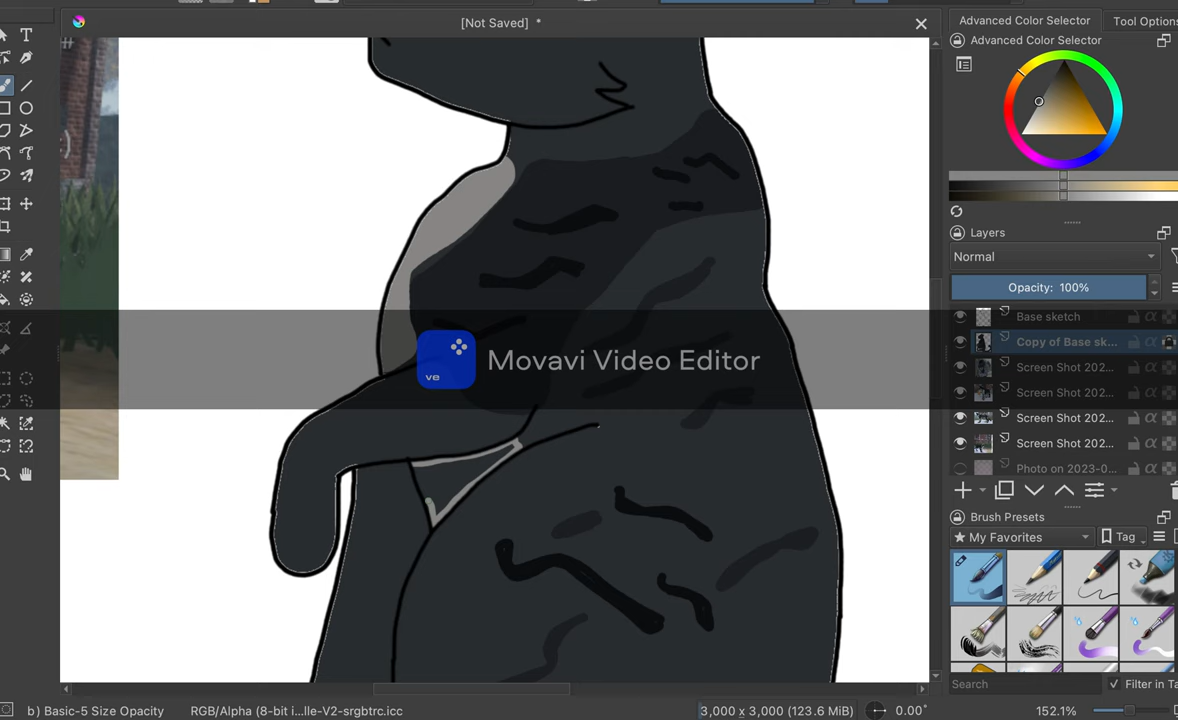 [Not Saved] *
Advanced Color Selector
Tool Options
Advanced Color Selector
Layers
Normal
Opacity: 100%
Base sketch
Copy of Base sk...
Screen Shot 202...
Screen Shot 202...
Screen Shot 202...
Screen Shot 202...
Photo on 2023-0...
ve
Movavi Video Editor
Brush Presets
★ My Favorites
Tag
Search
Filter in Ta
b) Basic-5 Size Opacity
RGB/Alpha (8-bit i...lle-V2-srgbtrc.icc
3,000 x 3,000 (123.6 MiB)
0.00°
152.1%